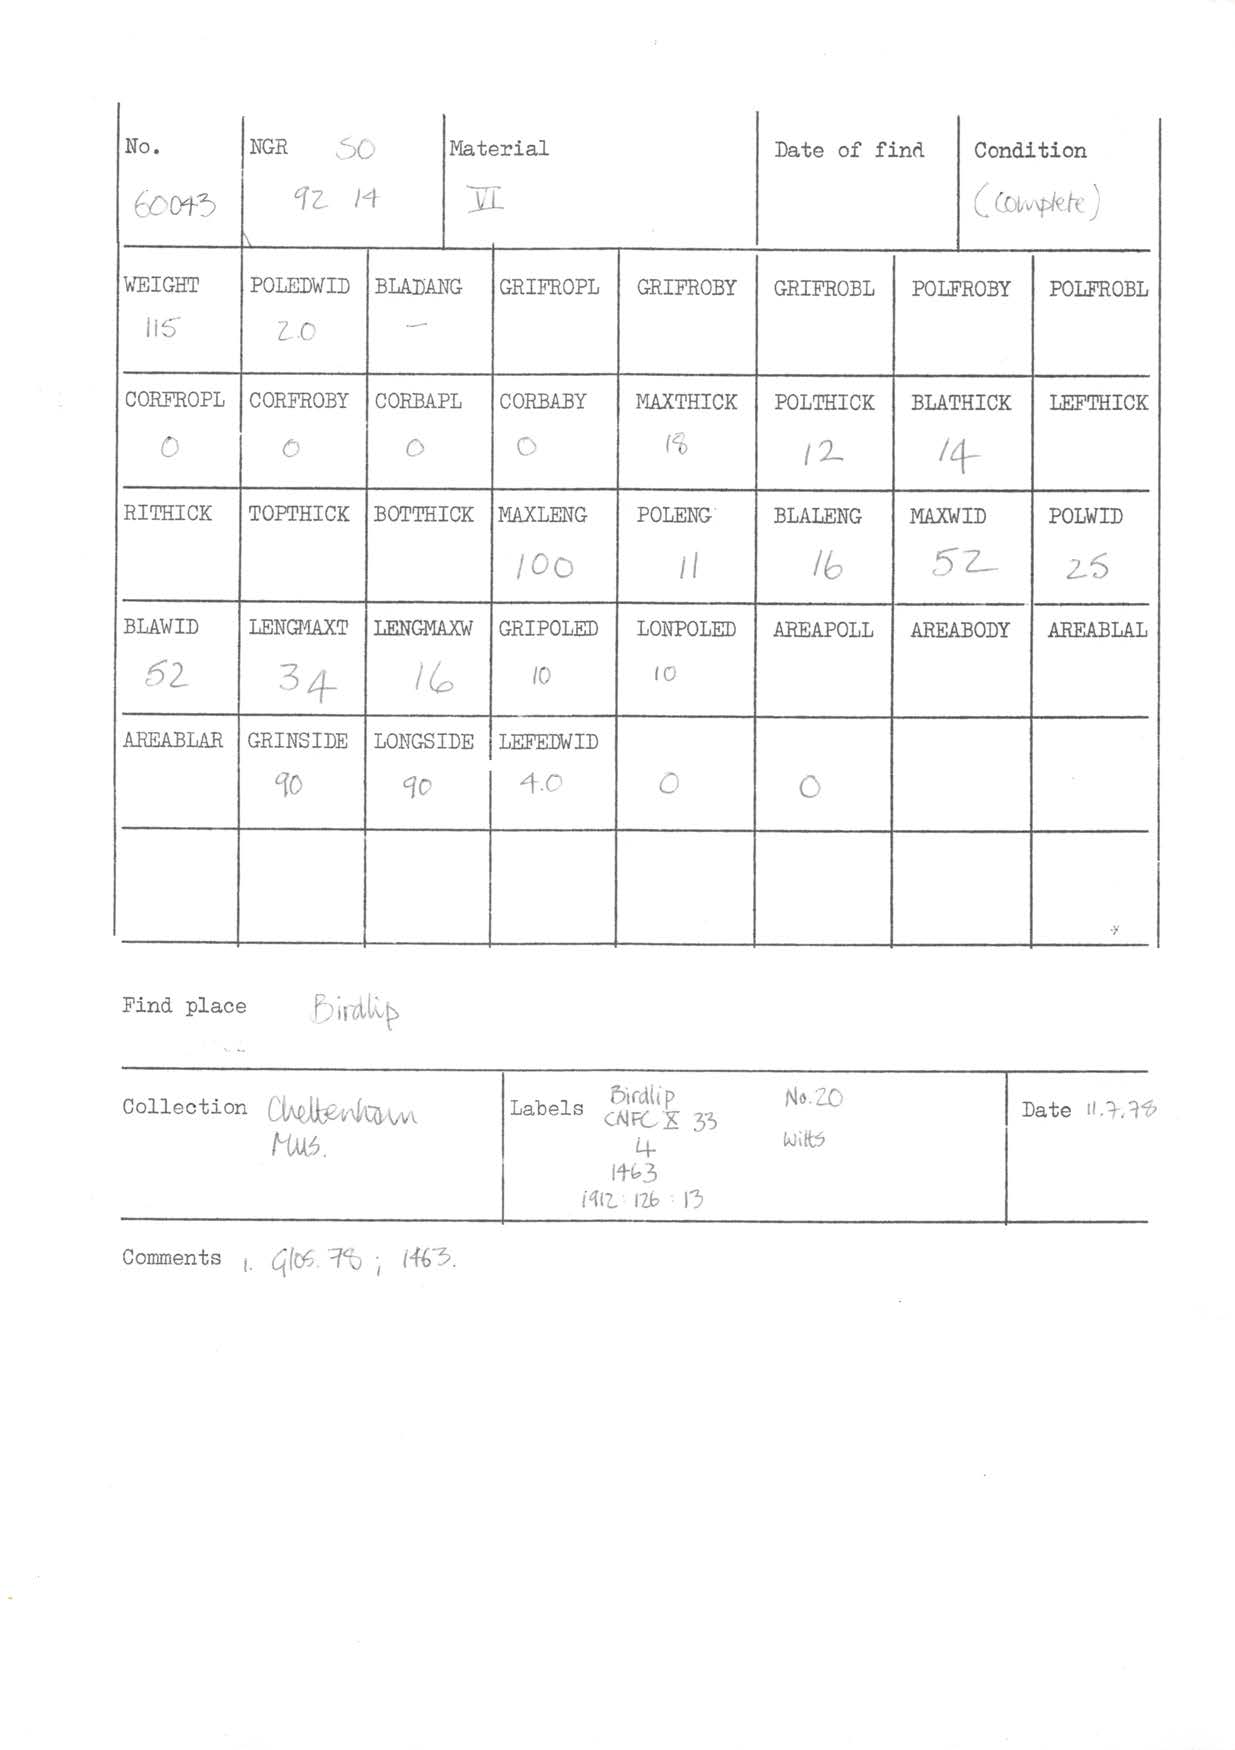 No. NGR SO Material Date of find Condition
60043 92 14 VI (complete)
WEIGHT POLEDWID BLADANG GRIFROPL GRIFROBY GRIFROBL POLFROBY POLFROBL
115 2.0 —
CORFROPL CORFROBY CORBAPL CORBABY MAXTHICK POLTHICK BLATHICK LEFTHICK
0 0 0 0 18 12 14
RITHICK TOPTHICK BOTTHICK MAXLENG POLENG BLALENG MAXWID POLWID
100 11 16 52 25
BLAWID LENGMAXT LENGMAXW GRIPOLED LONPOLED AREAPOLL AREABODY AREABLAL
52 34 16 10 10
AREABLAR GRINSIDE LONGSIDE LEFEDWID
90 90 4.0 0 0
Find place Birdlip
Collection Cheltenham Mus.
Labels Birdlip No.20
CNFC X 33 Witts
4
1463
1912:126:13
Date 11.7.78
Comments 1. Glos. 78; 1463.